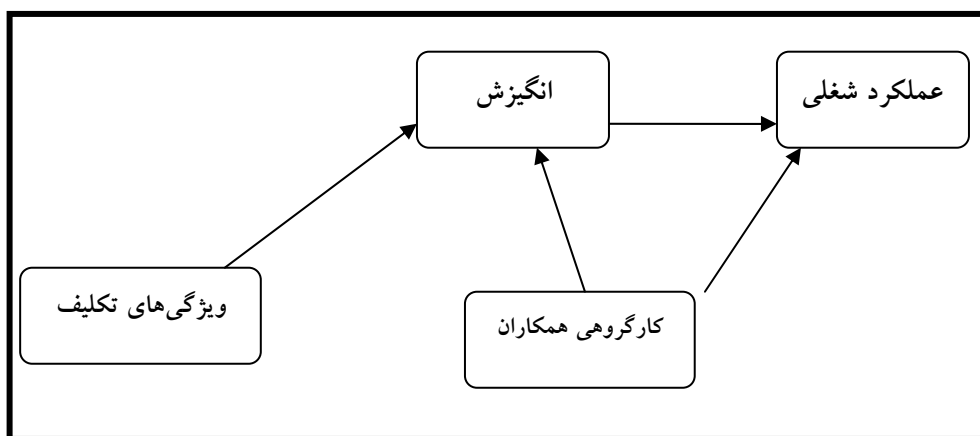 عملکرد شغلی
انگیزش
ویژگی‌های تکلیف
کارگروهی همکاران